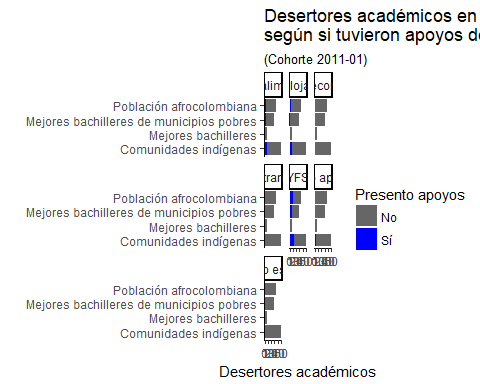 Desertores académicos en
según si tuvieron apoyos de
(Cohorte 2011-01)
Población afrocolombiana
Mejores bachilleres de municipios pobres
Mejores bachilleres
Comunidades indígenas
Población afrocolombiana
Mejores bachilleres de municipios pobres
Mejores bachilleres
Comunidades indígenas
Presento apoyos
No
Sí
Población afrocolombiana
Mejores bachilleres de municipios pobres
Mejores bachilleres
Comunidades indígenas
Desertores académicos